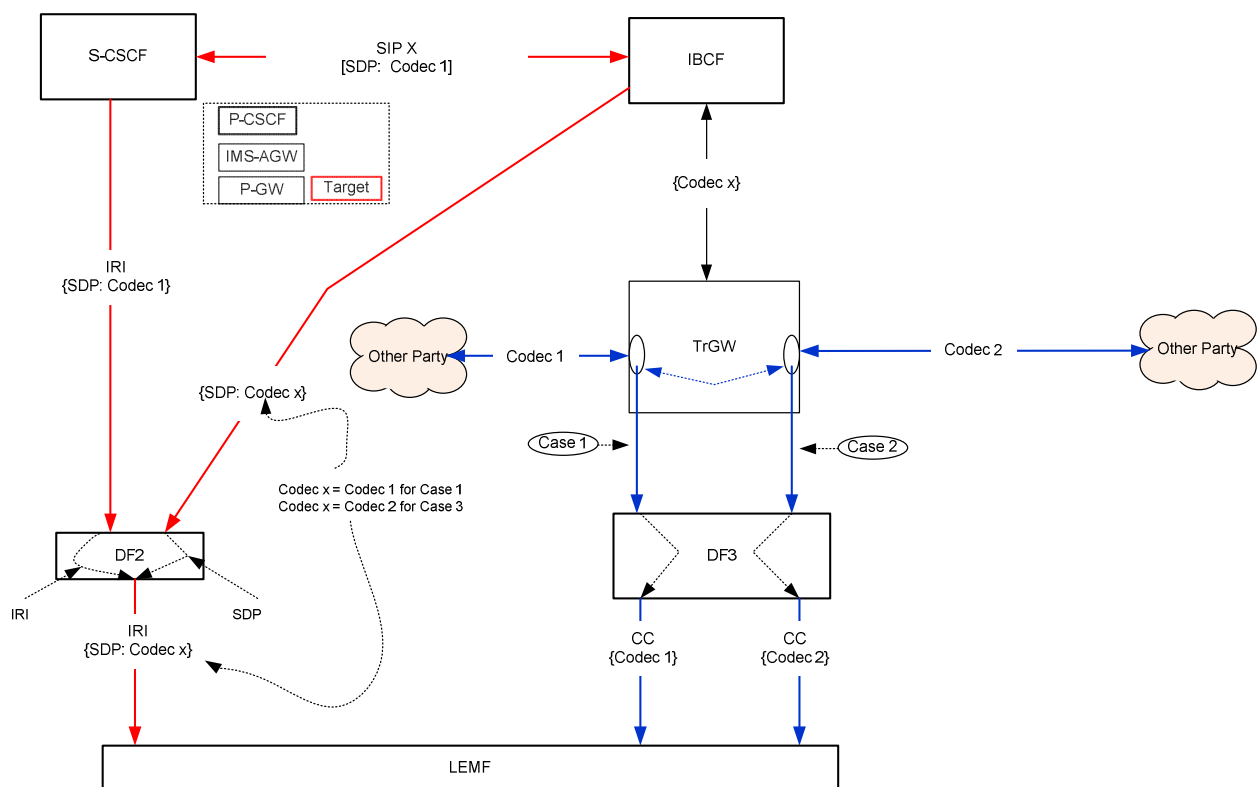 S-CSCF
SIP X
[SDP: Codec 1]
IBCF
P-CSCF
IMS-AGW
P-GW
Target
{Codec x}
IRI
{SDP: Codec 1}
Other Party
Codec 1
TrGW
Codec 2
Other Party
{SDP: Codec x}
Case 1
Case 2
Codec x = Codec 1 for Case 1
Codec x = Codec 2 for Case 3
DF2
DF3
IRI
SDP
IRI
{SDP: Codec x}
CC
{Codec 1}
CC
{Codec 2}
LEMF